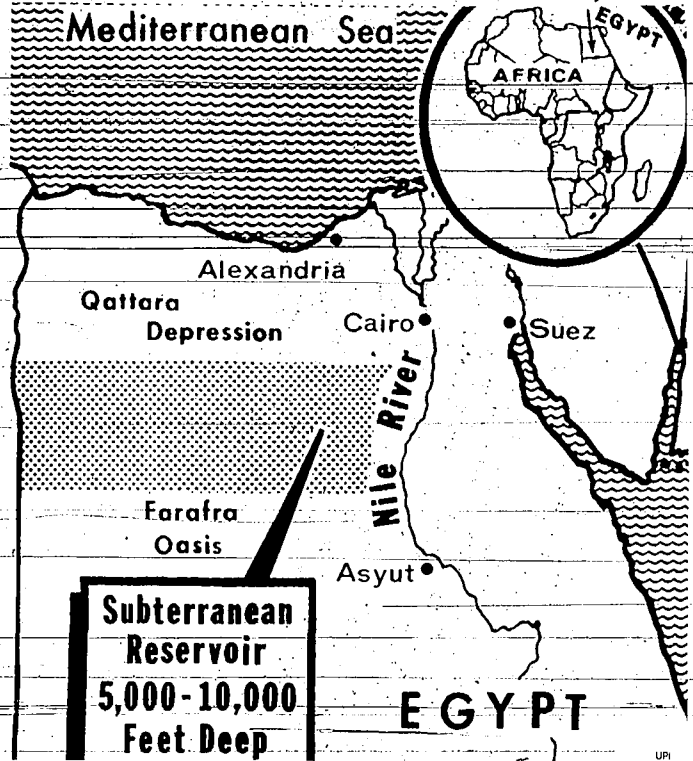 Mediterranean Sea
EGYPT
AFRICA
Alexandria
Qattara
Depression
Cairo
Suez
Nile River
Farafra
Oasis
Asyut
Subterranean
Reservoir
5,000-10,000
Feet Deep
EGYPT
UPI